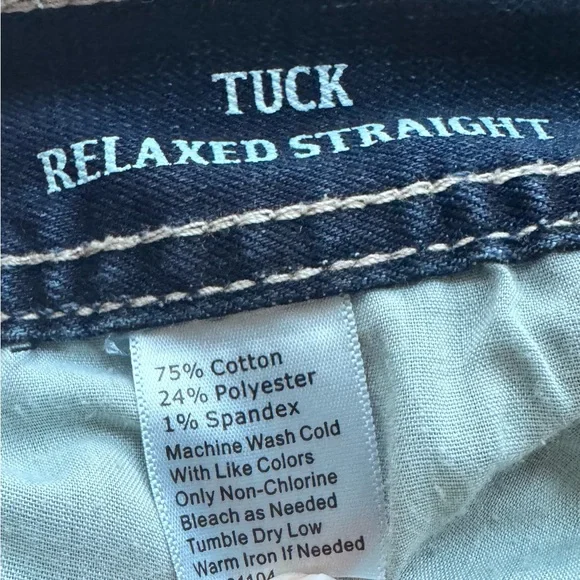 TUCK
RELAXED STRAIGHT
75% Cotton
24% Polyester
1% Spandex
Machine Wash Cold
With Like Colors
Only Non-Chlorine
Bleach as Needed
Tumble Dry Low
Warm Iron If Needed